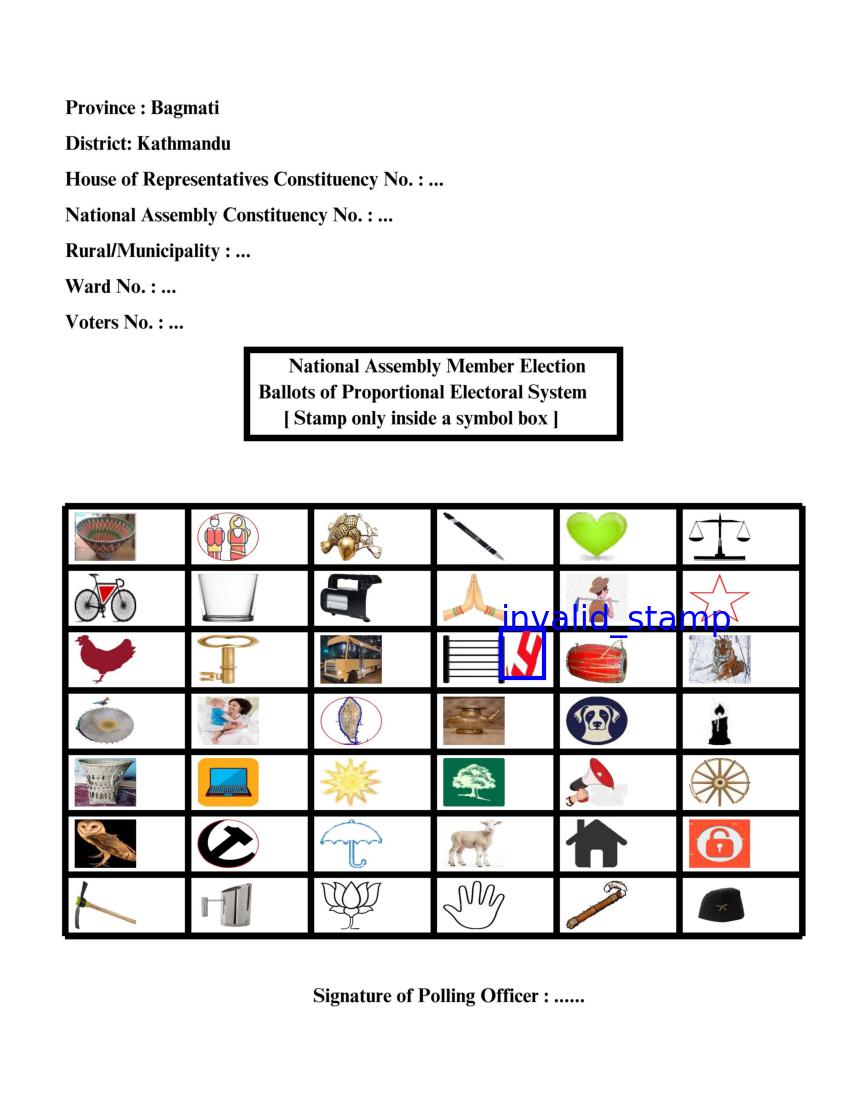 Province : Bagmati
District: Kathmandu
House of Representatives Constituency No. : ...
National Assembly Constituency No. : ...
Rural/Municipality : ...
Ward No. : ...
Voters No. : ...
National Assembly Member Election
Ballots of Proportional Electoral System
[ Stamp only inside a symbol box ]
invalid_stamp
Signature of Polling Officer : ......